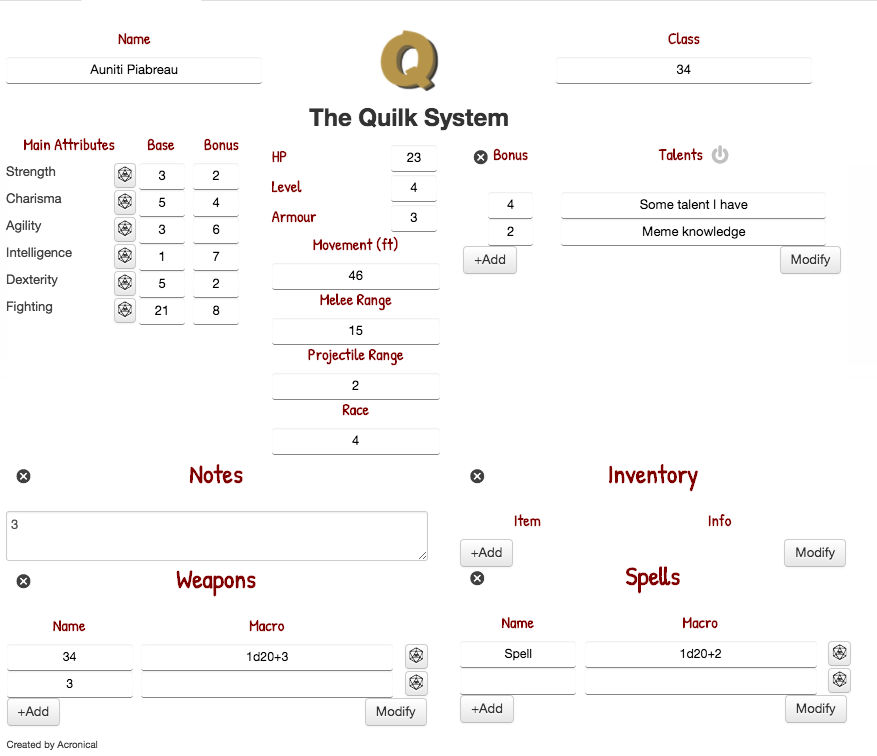 Name
Auniti Piabreau
Q
Class
34
The Quilk System
Main Attributes Base Bonus
Strength 3 2
Charisma 5 4
Agility 3 6
Intelligence 1 7
Dexterity 5 2
Fighting 21 8
HP 23
Level 4
Armour 3
Movement (ft)
46
Melee Range
15
Projectile Range
2
Race
4
Bonus Talents
4 Some talent I have
2 Meme knowledge
+Add Modify
Notes
3
Inventory
Item Info
+Add Modify
Weapons
Name Macro
34 1d20+3
3
+Add Modify
Spells
Name Macro
Spell 1d20+2
+Add Modify
Created by Acronical